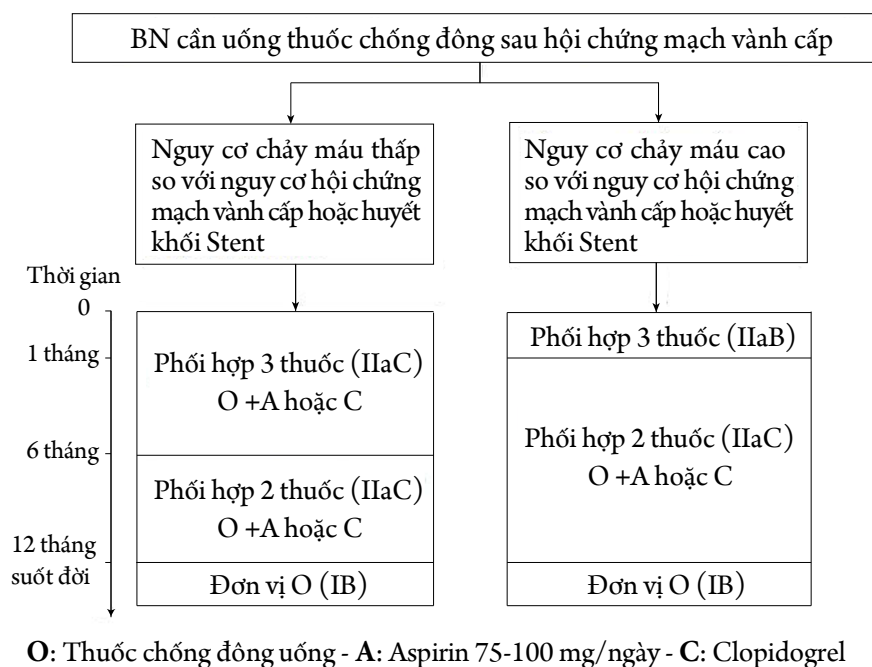 BN cần uống thuốc chống đông sau hội chứng mạch vành cấp
Nguy cơ chảy máu thấp
so với nguy cơ hội chứng
mạch vành cấp hoặc huyết
khối Stent
Nguy cơ chảy máu cao
so với nguy cơ hội chứng
mạch vành cấp hoặc huyết
khối Stent
Thời gian
0
1 tháng
6 tháng
12 tháng
suốt đời
Phối hợp 3 thuốc (IIaC)
O +A hoặc C
Phối hợp 2 thuốc (IIaC)
O +A hoặc C
Đơn vị O (IB)
Phối hợp 3 thuốc (IIaB)
Phối hợp 2 thuốc (IIaC)
O +A hoặc C
Đơn vị O (IB)
O: Thuốc chống đông uống - A: Aspirin 75-100 mg/ngày - C: Clopidogrel